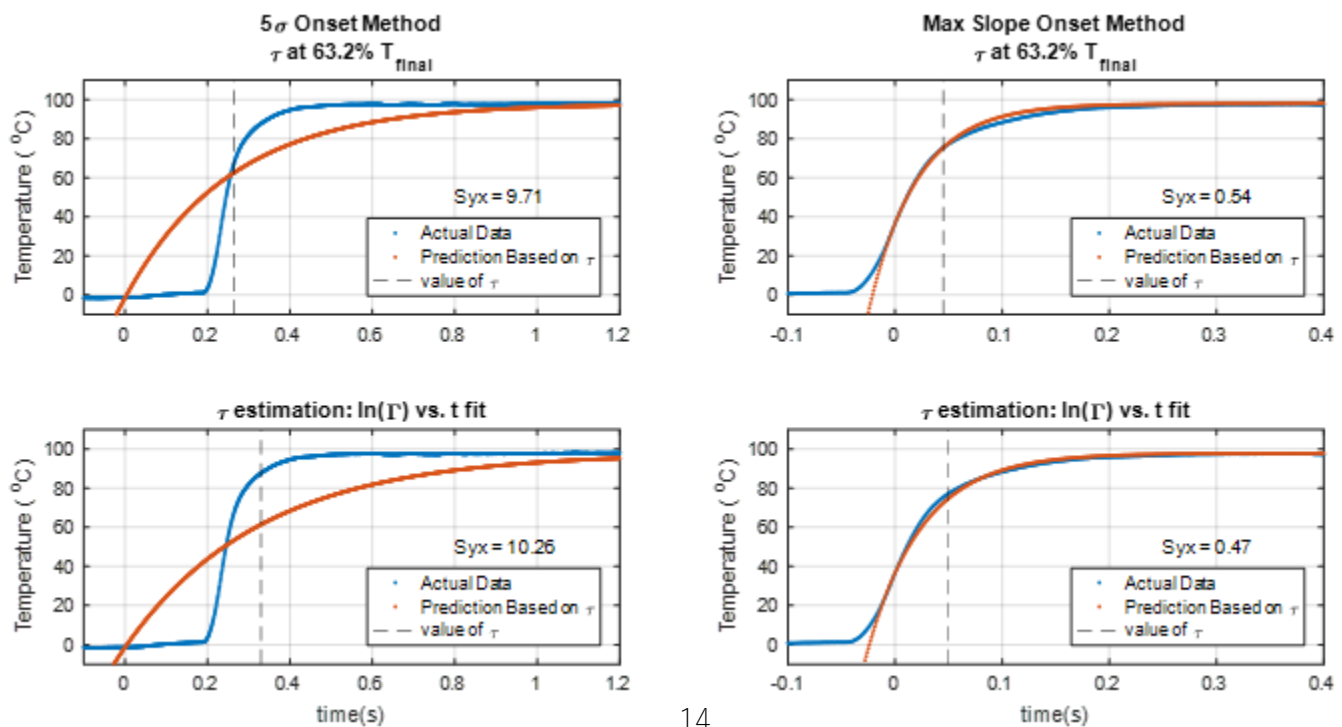 5σ Onset Method
τ at 63.2% T_final
Temperature ( ⁰C)
100
80
60
40
20
0
Syx = 9.71
Actual Data
Prediction Based on τ
value of τ
0
0.2
0.4
0.6
0.8
1
1.2
Max Slope Onset Method
τ at 63.2% T_final
Temperature ( ⁰C)
100
80
60
40
20
0
Syx = 0.54
Actual Data
Prediction Based on τ
value of τ
-0.1
0
0.1
0.2
0.3
0.4
τ estimation: ln(Γ) vs. t fit
Temperature ( ⁰C)
100
80
60
40
20
0
Syx = 10.26
Actual Data
Prediction Based on τ
value of τ
0
0.2
0.4
0.6
0.8
1
1.2
time(s)
τ estimation: ln(Γ) vs. t fit
Temperature ( ⁰C)
100
80
60
40
20
0
Syx = 0.47
Actual Data
Prediction Based on τ
value of τ
-0.1
0
0.1
0.2
0.3
0.4
time(s)
14